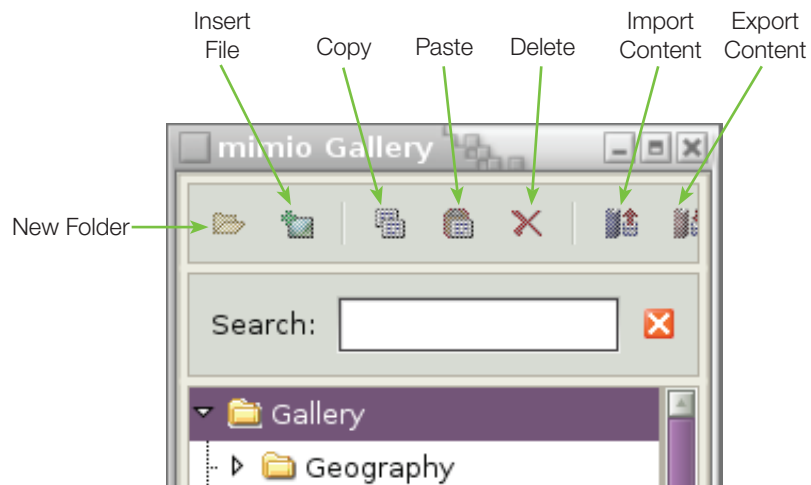 Insert
File
Copy
Paste
Delete
Import
Content
Export
Content
mimio Gallery
New Folder
Search:
Gallery
Geography